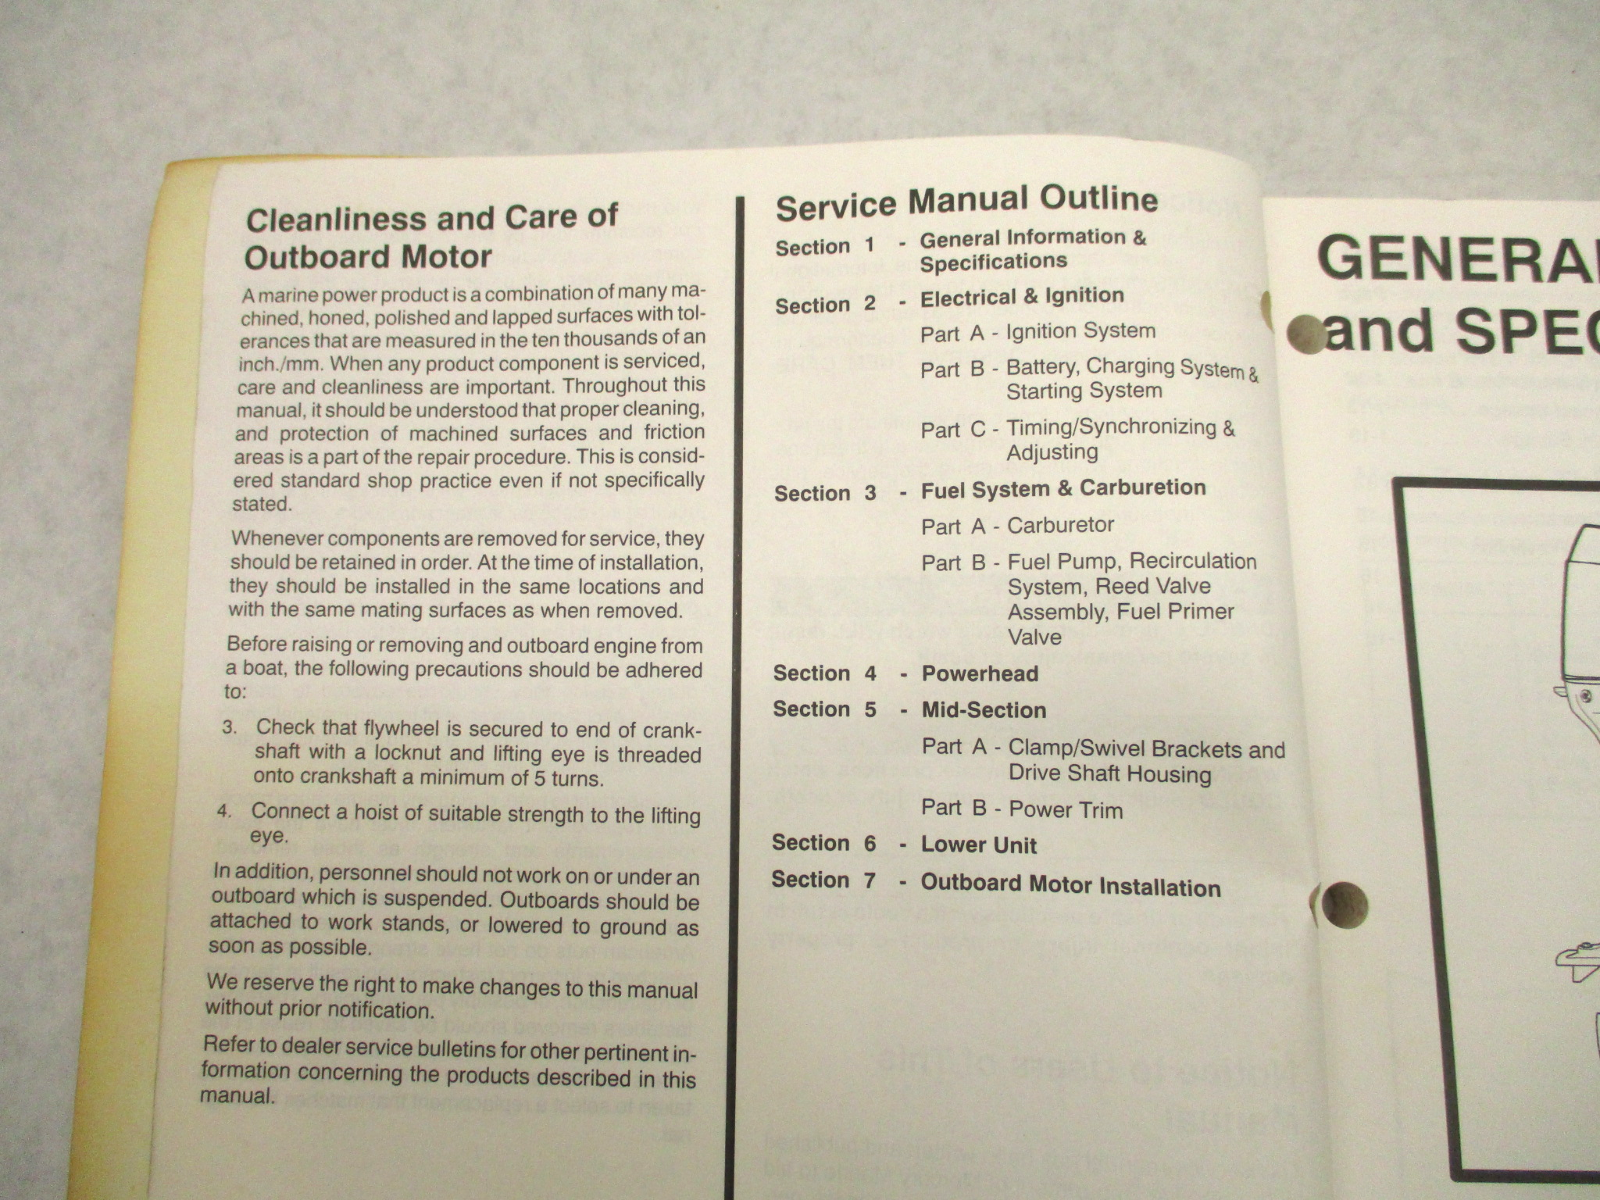 Cleanliness and Care of
Outboard Motor
A marine power product is a combination of many ma-
chined, honed, polished and lapped surfaces with tol-
erances that are measured in the ten thousands of an
inch./mm. When any product component is serviced,
care and cleanliness are important. Throughout this
manual, it should be understood that proper cleaning,
and protection of machined surfaces and friction
areas is a part of the repair procedure. This is consid-
ered standard shop practice even if not specifically
stated.
Whenever components are removed for service, they
should be retained in order. At the time of installation,
they should be installed in the same locations and
with the same mating surfaces as when removed.
Before raising or removing and outboard engine from
a boat, the following precautions should be adhered
to:
3. Check that flywheel is secured to end of crank-
shaft with a locknut and lifting eye is threaded
onto crankshaft a minimum of 5 turns.
4. Connect a hoist of suitable strength to the lifting
eye.
In addition, personnel should not work on or under an
outboard which is suspended. Outboards should be
attached to work stands, or lowered to ground as
soon as possible.
We reserve the right to make changes to this manual
without prior notification.
Refer to dealer service bulletins for other pertinent in-
formation concerning the products described in this
manual.
Service Manual Outline
Section 1 - General Information &
Specifications
Section 2 - Electrical & Ignition
Part A - Ignition System
Part B - Battery, Charging System &
Starting System
Part C - Timing/Synchronizing &
Adjusting
Section 3 - Fuel System & Carburetion
Part A - Carburetor
Part B - Fuel Pump, Recirculation
System, Reed Valve
Assembly, Fuel Primer
Valve
Section 4 - Powerhead
Section 5 - Mid-Section
Part A - Clamp/Swivel Brackets and
Drive Shaft Housing
Part B - Power Trim
Section 6 - Lower Unit
Section 7 - Outboard Motor Installation
GENERA
and SPEC